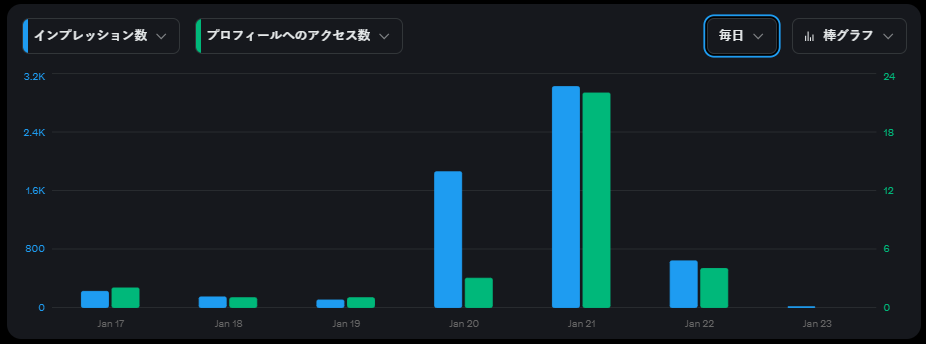 インプレッション数 プロフィールへのアクセス数 毎日 棒グラフ
3.2K 24
2.4K 18
1.6K 12
800 6
0 0
Jan 17 Jan 18 Jan 19 Jan 20 Jan 21 Jan 22 Jan 23